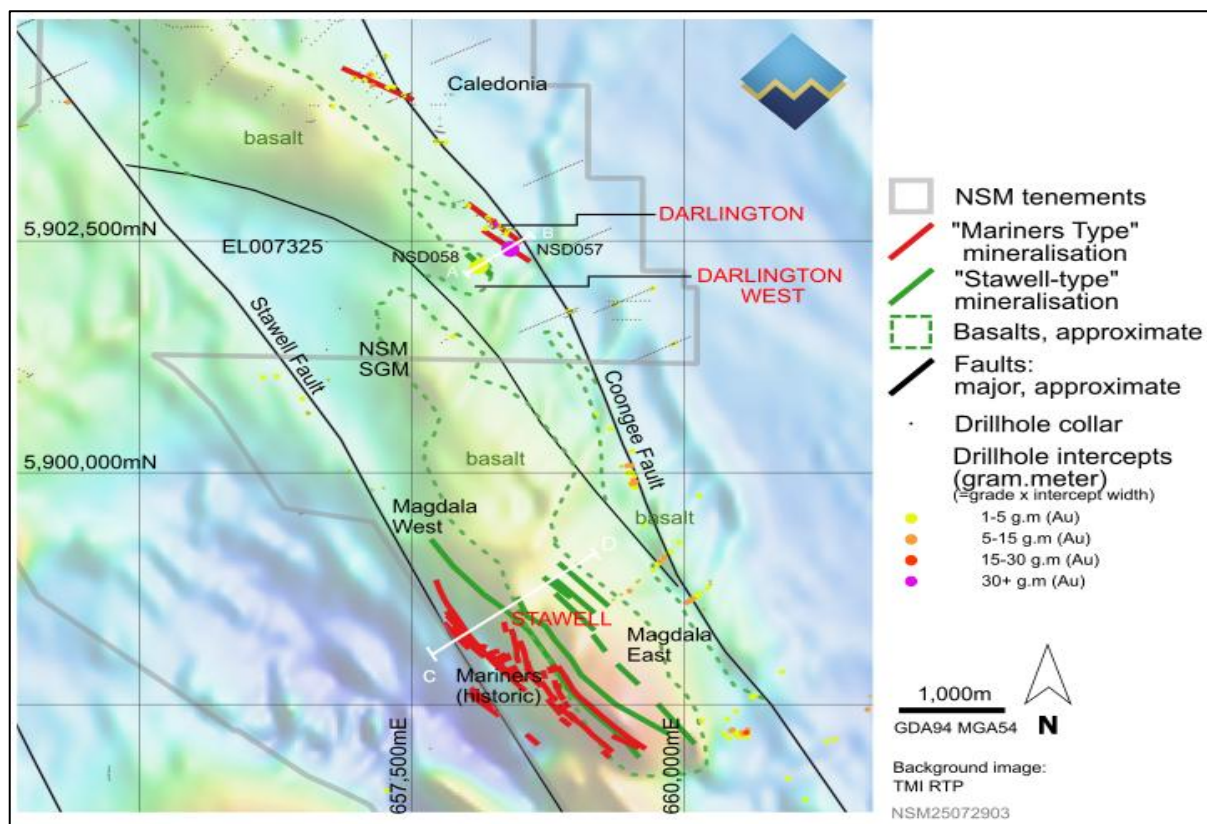 Caledonia
basalt
DARLINGTON
5,902,500mN
EL007325
NSD058
B
NSD057
A
DARLINGTON
WEST
Stawell Fault
NSM
SGM
Coongee Fault
5,900,000mN
basalt
Magdala
West
basalt
D
STAWELL
Magdala
East
C
Mariners
(historic)
657,500mE
660,000mE
NSM tenements
"Mariners Type"
mineralisation
"Stawell-type"
mineralisation
Basalts, approximate
Faults:
major, approximate
Drillhole collar
Drillhole intercepts
(gram.meter)
(=grade x intercept width)
1-5 g.m (Au)
5-15 g.m (Au)
15-30 g.m (Au)
30+ g.m (Au)
1,000m
GDA94 MGA54
N
Background image:
TMI RTP
NSM25072903